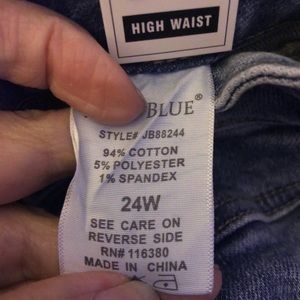 HIGH WAIST
BLUE®
STYLE# JB88244
94% COTTON
5% POLYESTER
1% SPANDEX
24W
SEE CARE ON
REVERSE SIDE
RN# 116380
MADE IN CHINA